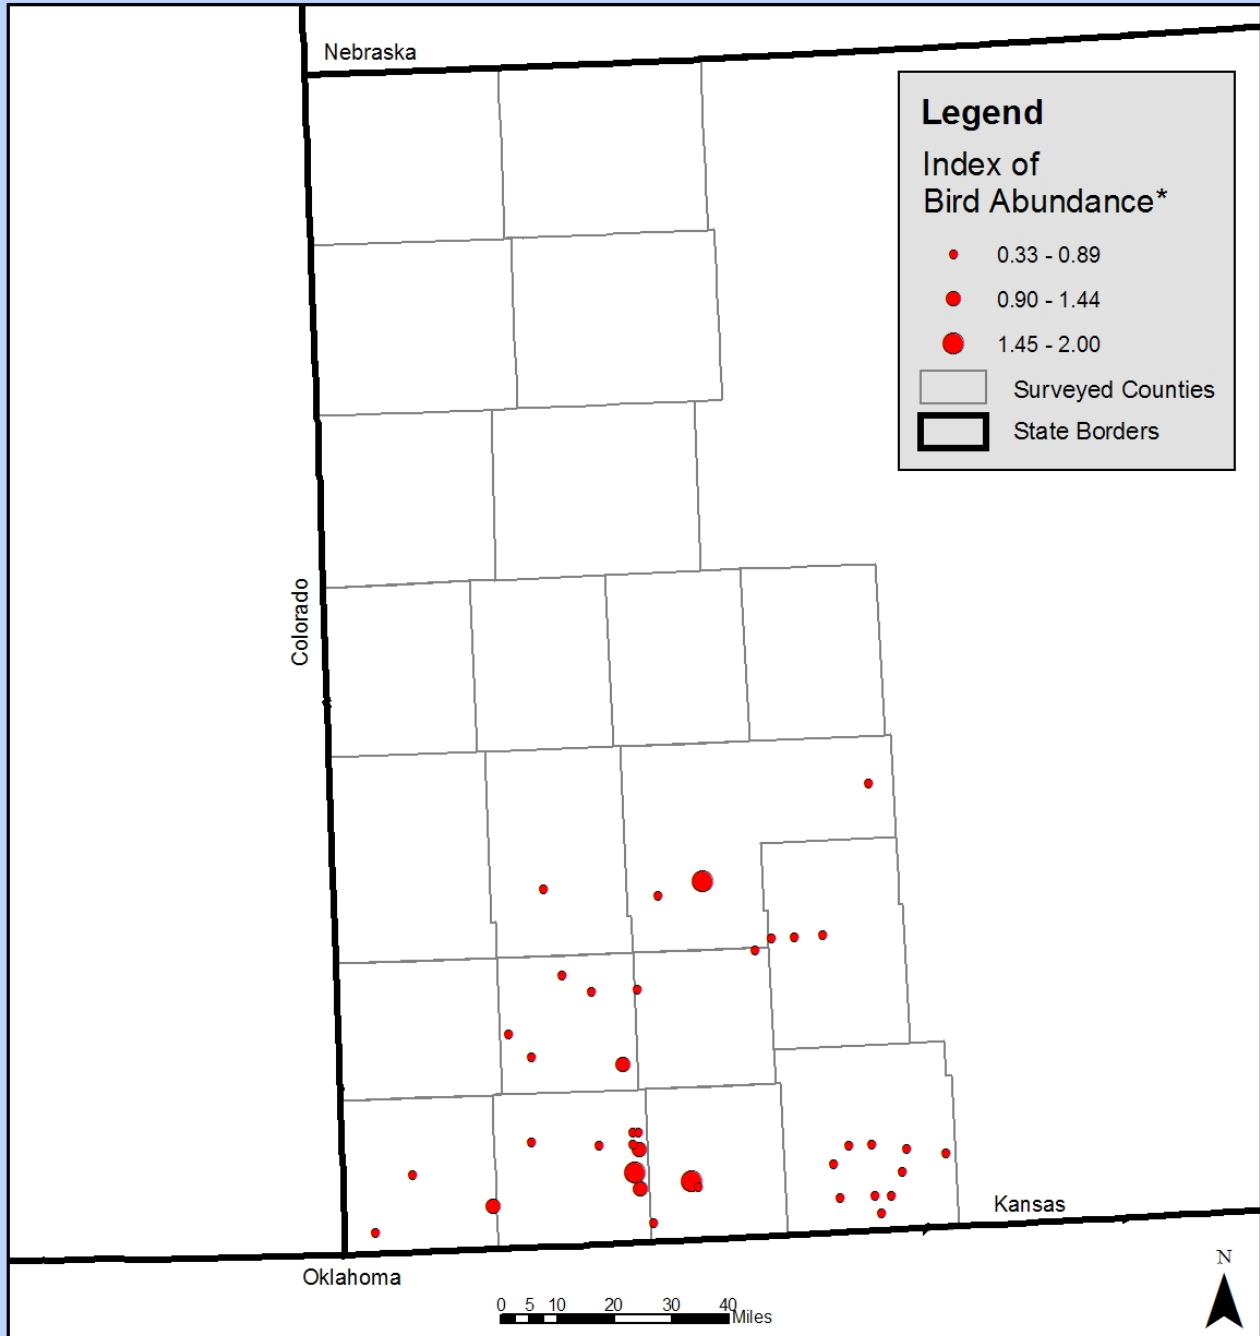 Nebraska
Legend
Index of
Bird Abundance*
0.33 - 0.89
0.90 - 1.44
1.45 - 2.00
Surveyed Counties
State Borders
Colorado
Kansas
Oklahoma
N
0 5 10 20 30 40
Miles